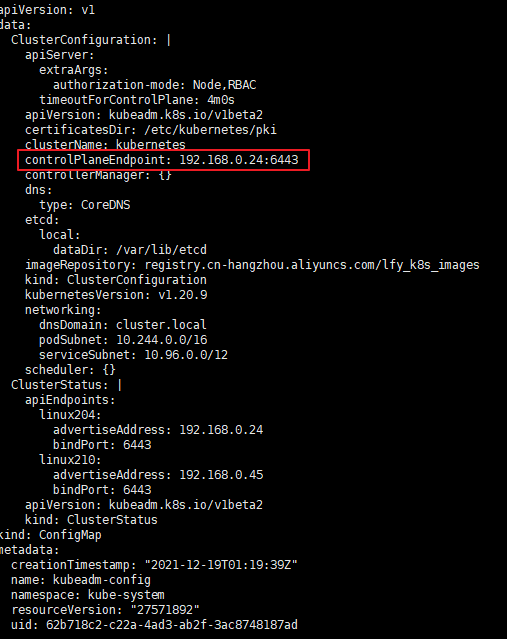 apiVersion: v1
data:
  ClusterConfiguration: |
    apiServer:
      extraArgs:
        authorization-mode: Node,RBAC
      timeoutForControlPlane: 4m0s
    apiVersion: kubeadm.k8s.io/v1beta2
    certificatesDir: /etc/kubernetes/pki
    clusterName: kubernetes
    controlPlaneEndpoint: 192.168.0.24:6443
    controllerManager: {}
    dns:
      type: CoreDNS
    etcd:
      local:
        dataDir: /var/lib/etcd
    imageRepository: registry.cn-hangzhou.aliyuncs.com/lfy_k8s_images
    kind: ClusterConfiguration
    kubernetesVersion: v1.20.9
    networking:
      dnsDomain: cluster.local
      podSubnet: 10.244.0.0/16
      serviceSubnet: 10.96.0.0/12
    scheduler: {}
  ClusterStatus: |
    apiEndpoints:
      linux204:
        advertiseAddress: 192.168.0.24
        bindPort: 6443
      linux210:
        advertiseAddress: 192.168.0.45
        bindPort: 6443
    apiVersion: kubeadm.k8s.io/v1beta2
    kind: ClusterStatus
kind: ConfigMap
metadata:
  creationTimestamp: "2021-12-19T01:19:39Z"
  name: kubeadm-config
  namespace: kube-system
  resourceVersion: "27571892"
  uid: 62b718c2-c22a-4ad3-ab2f-3ac8748187ad